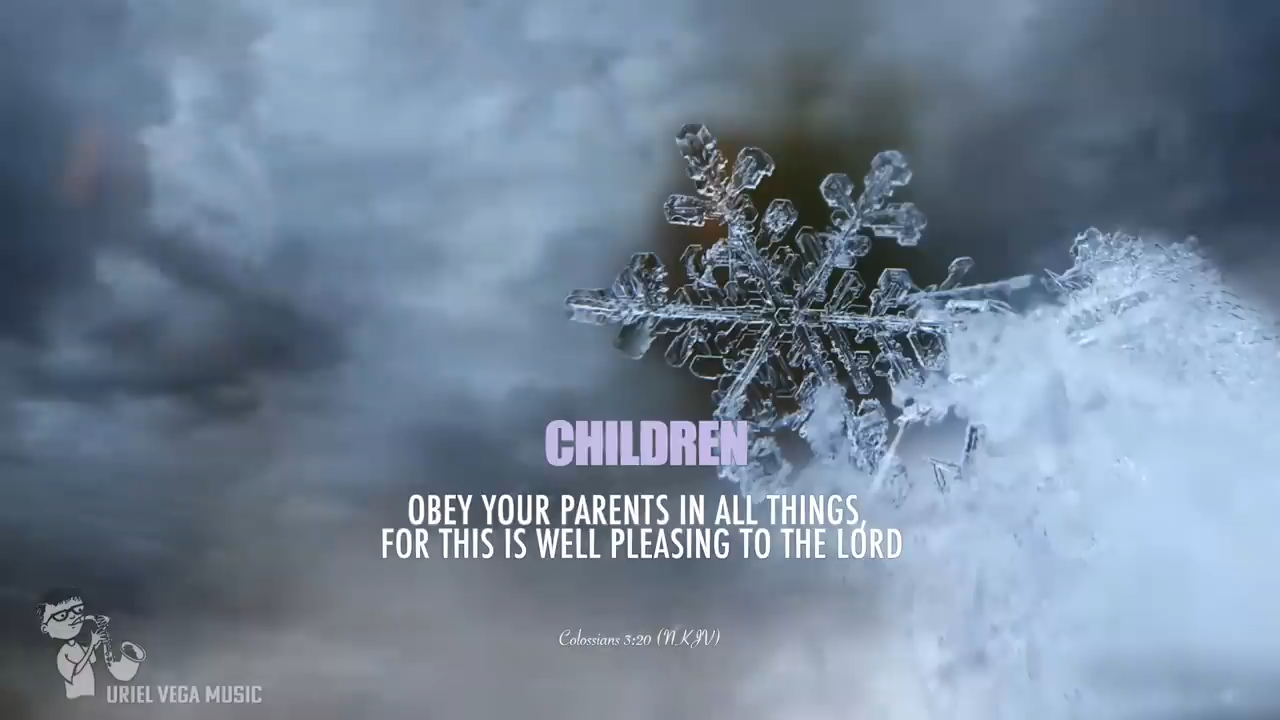 CHILDREN
OBEY YOUR PARENTS IN ALL THINGS,
FOR THIS IS WELL PLEASING TO THE LORD
Colossians 3:20 (NKJV)
URIEL VEGA MUSIC